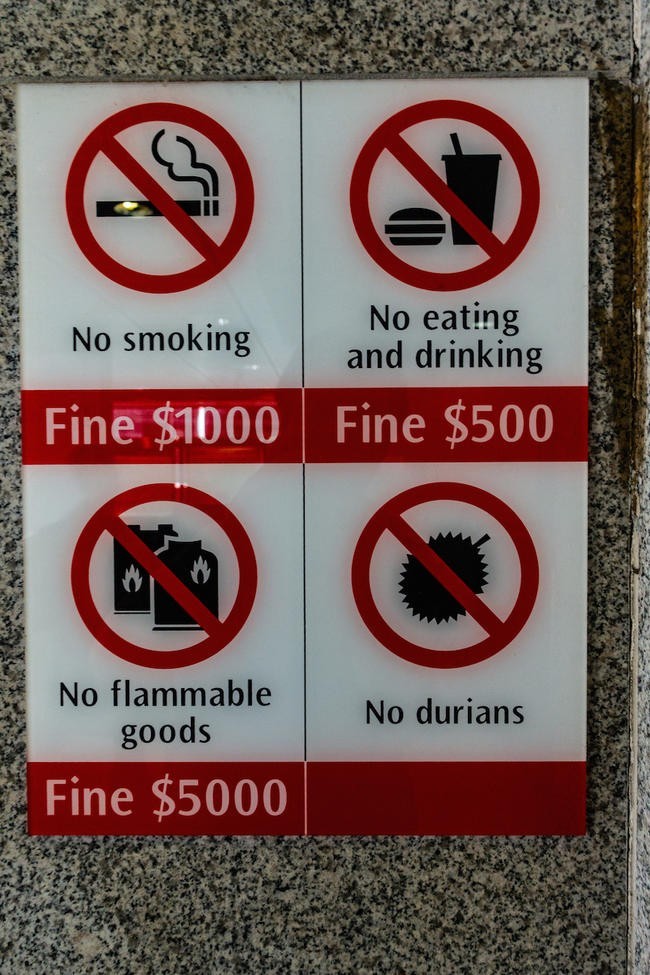 No smoking
Fine $1000
No eating
and drinking
Fine $500
No flammable
goods
Fine $5000
No durians